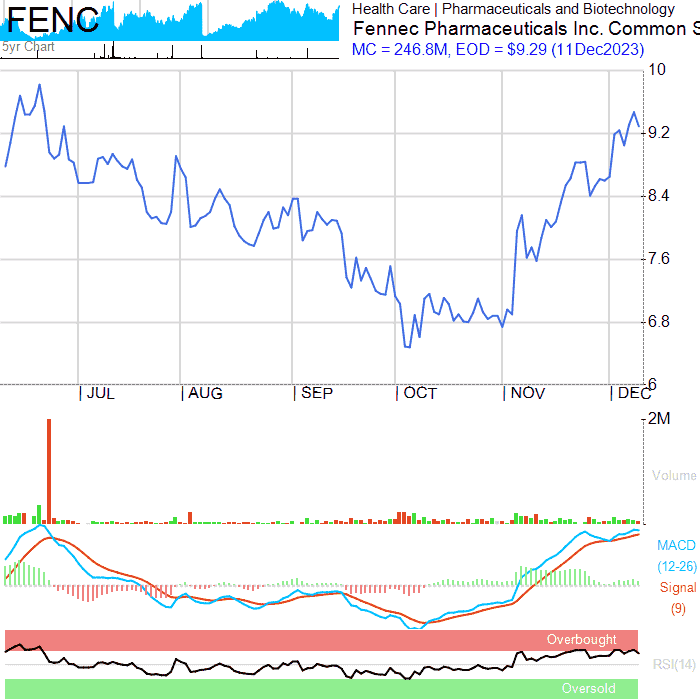 FENC
5yr Chart
Health Care | Pharmaceuticals and Biotechnology
Fennec Pharmaceuticals Inc. Common S
MC = 246.8M, EOD = $9.29 (11Dec2023)
10
9.2
8.4
7.6
6.8
6
JUL AUG SEP OCT NOV DEC
2M
Volume
MACD
(12-26)
Signal
(9)
Overbought
RSI(14)
Oversold